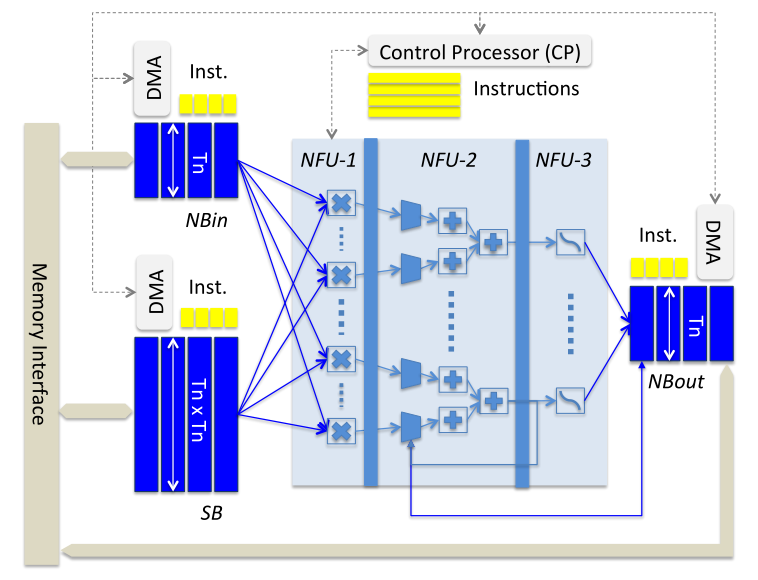 Control Processor (CP)
DMA
Inst.
Instructions
Tn
NBin
NFU-1
NFU-2
NFU-3
DMA
Inst.
Tn x Tn
SB
Memory Interface
Inst.
DMA
Tn
NBout